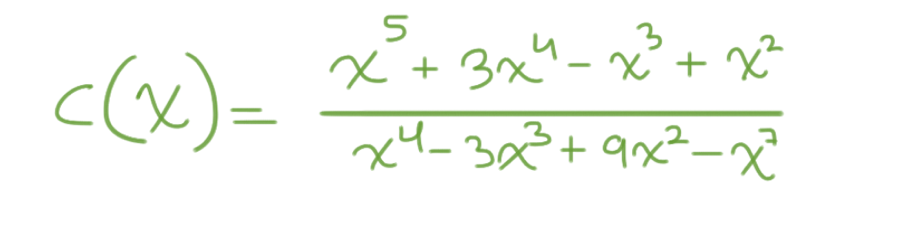 c(x) = (x^5 + 3x^4 - x^3 + x^2) / (x^4 - 3x^3 + 9x^2 - x^7)